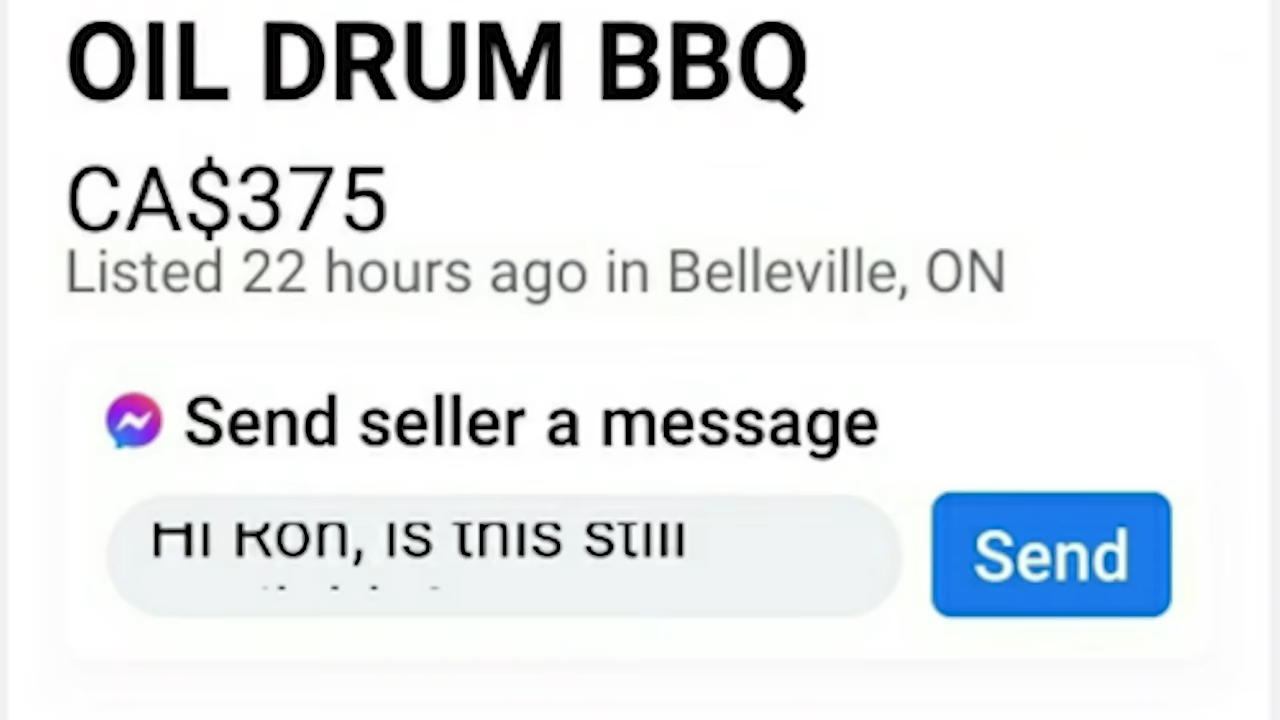 OIL DRUM BBQ
CA$375
Listed 22 hours ago in Belleville, ON
Send seller a message
Hi Ron, is this still
Send